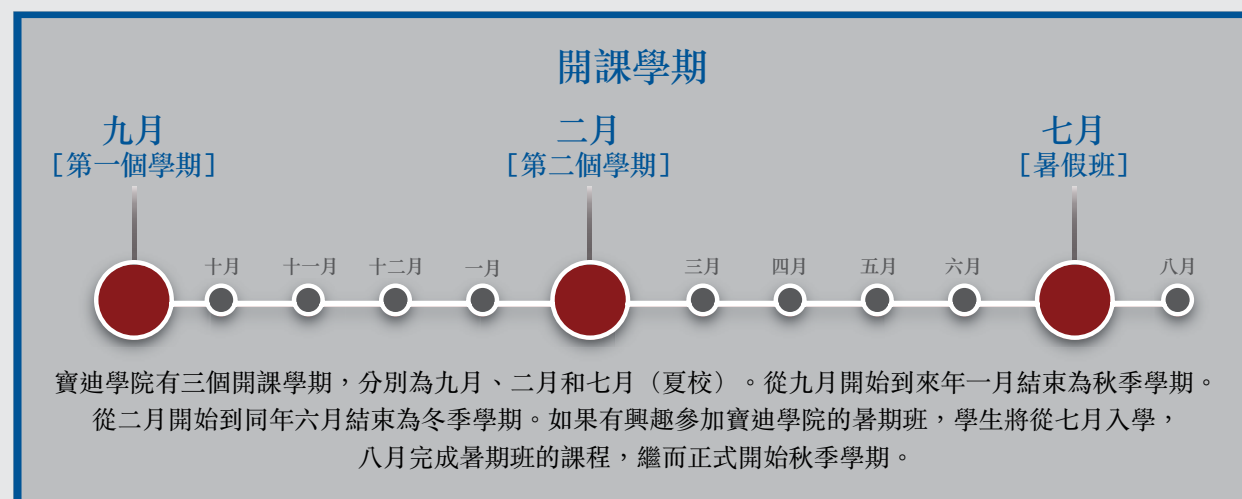 開課學期
九月
[第一個學期]
二月
[第二個學期]
七月
[暑假班]
十月
十一月
十二月
一月
三月
四月
五月
六月
八月
寶迪學院有三個開課學期，分別為九月、二月和七月（夏校）。從九月開始到來年一月結束為秋季學期。
從二月開始到同年六月結束為冬季學期。如果有興趣參加寶迪學院的暑期班，學生將從七月入學，
八月完成暑期班的課程，繼而正式開始秋季學期。